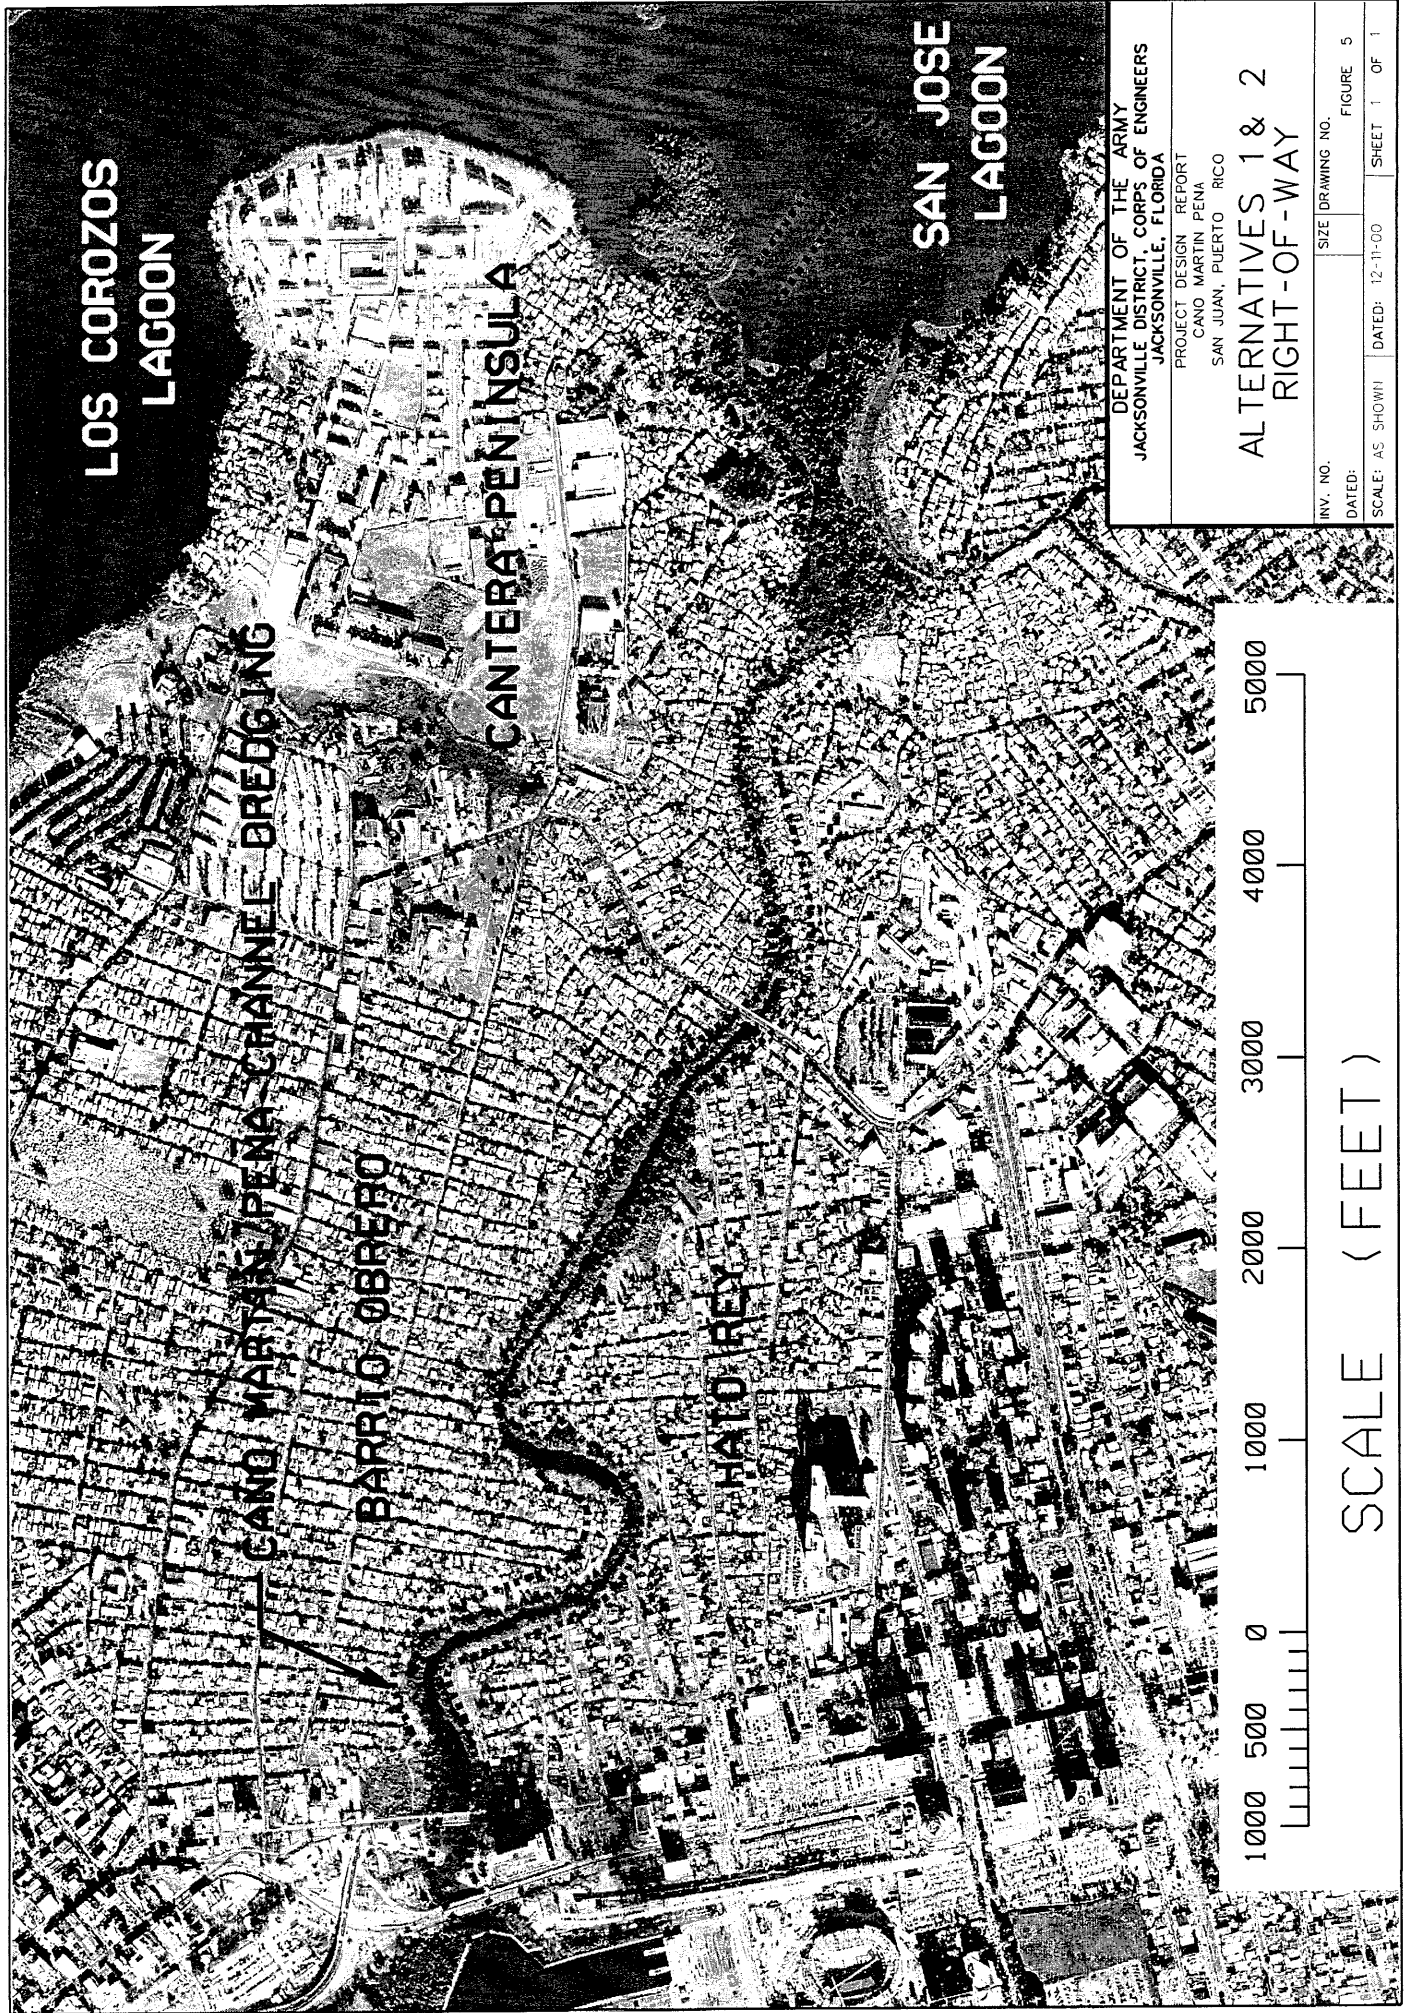 LOS COROZOS
LAGOON
CANO MARTIN PENA CHANNEL DREDGING
BARRIO OBRERO
CANTERA PENINSULA
HATO REY
SAN JOSE
LAGOON
DEPARTMENT OF THE ARMY
JACKSONVILLE DISTRICT, CORPS OF ENGINEERS
JACKSONVILLE, FLORIDA
PROJECT DESIGN REPORT
CANO MARTIN PENA
SAN JUAN, PUERTO RICO
ALTERNATIVES 1 & 2
RIGHT-OF-WAY
INV. NO. SIZE DRAWING NO.
DATED: FIGURE 5
SCALE: AS SHOWN DATED: 12-11-00 SHEET 1 OF 1
1000 500 0 1000 2000 3000 4000 5000
SCALE (FEET)